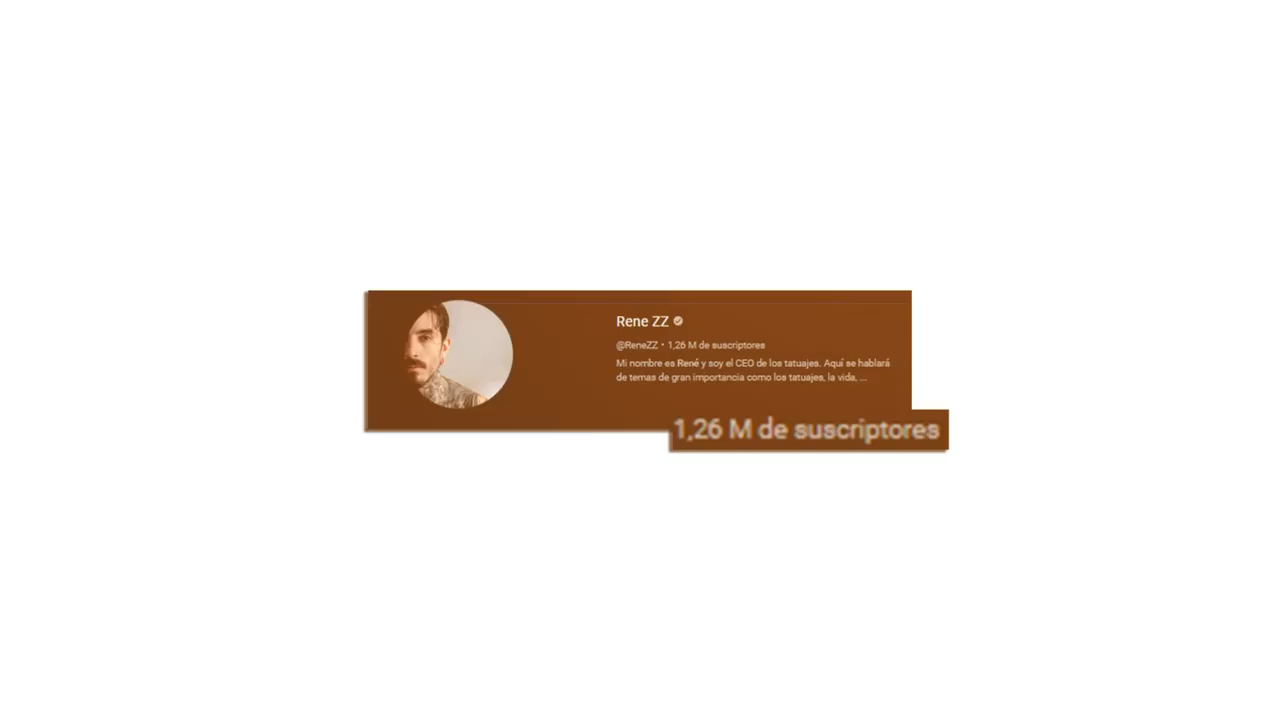 Rene ZZ
@ReneZZ • 1,26 M de suscriptores
Mi nombre es René y soy el CEO de los tatuajes. Aquí se hablará
de temas de gran importancia como los tatuajes, la vida, ...
1,26 M de suscriptores